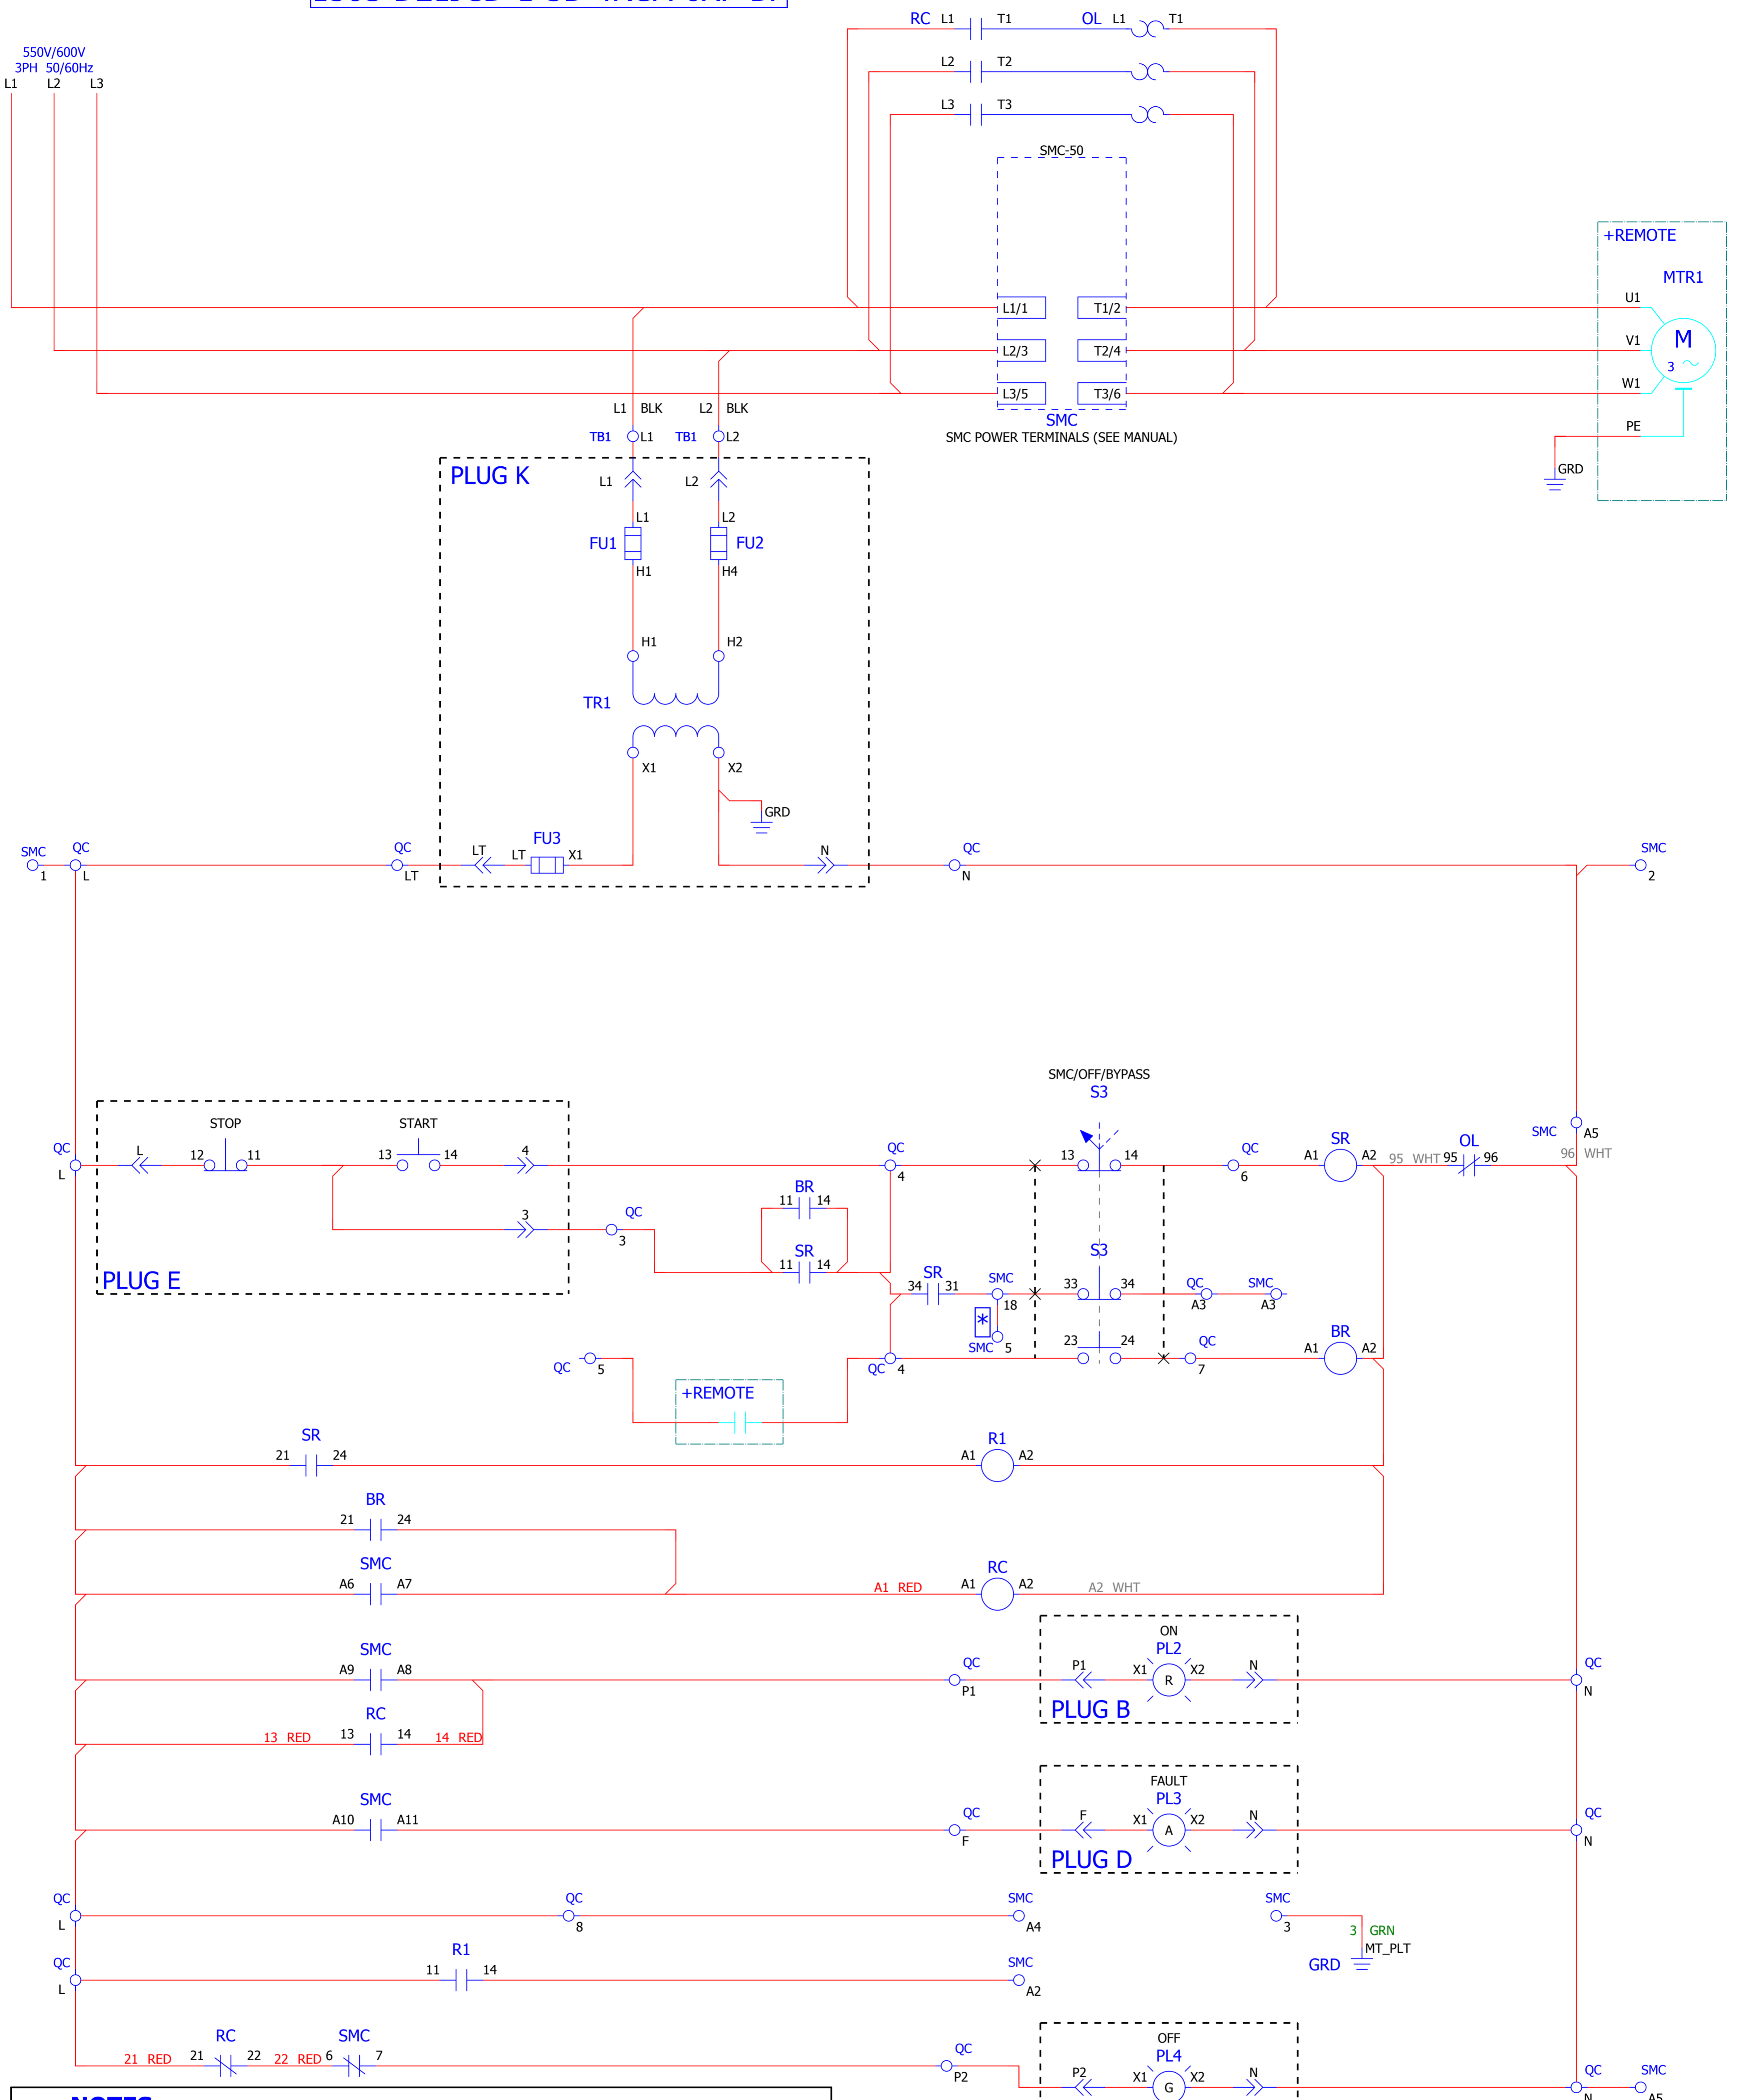 RC L1 T1 OL L1 T1
550V/600V
3PH 50/60Hz
L1 L2 L3
L2 T2
L3 T3
SMC-50
+REMOTE
MTR1
L1/1 T1/2 U1
L2/3 T2/4 V1 M
3
L3/5 T3/6 W1
L1 BLK L2 BLK
SMC
SMC POWER TERMINALS (SEE MANUAL)
PE
TB1 L1 TB1 L2
GRD
PLUG K
L1 L2
L1 L2
FU1 FU2
H1 H4
H1 H2
TR1
X1 X2
GRD
FU3
SMC QC QC LT LT X1 N QC SMC
1 L LT N 2
SMC/OFF/BYPASS
S3
STOP START
SMC A5
QC L 12 11 13 14 4 QC 13 14 QC SR OL
L 4 6 A1 A2 95 WHT 95 96 96 WHT
BR
11 14
3 QC
3
SR
11 14
S3
PLUG E
SR
34 31 SMC 33 34 QC SMC
18 A3 A3
*
SMC 5
23 24 QC BR
QC 5 QC 4 7 A1 A2
+REMOTE
SR R1
21 24 A1 A2
BR
21 24
SMC RC
A6 A7 A1 RED A1 A2 A2 WHT
ON
SMC PL2
A9 A8 QC P1 X1 R X2 N QC
P1 N
PLUG B
RC
13 RED 13 14 14 RED
FAULT
SMC PL3
A10 A11 QC F X1 A X2 N QC
F N
PLUG D
QC QC SMC SMC
L 8 A4 3
3 GRN
MT_PLT
GRD
QC R1 SMC
L 11 14 A2
OFF
RC SMC PL4
21 RED 21 22 22 RED 6 7 QC
P2 P2 X1 G X2 N QC SMC